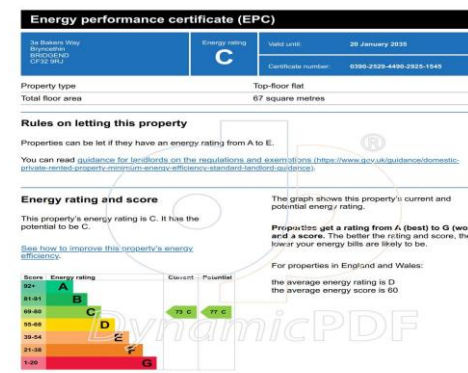 Energy performance certificate (EPC)
3a Bakers Way
Bryncethin
BRIDGEND
CF32 9RJ
Energy rating
C
Valid until:
20 January 2035
Certificate number:
0390-2529-4490-2925-1545
Property type
Top-floor flat
Total floor area
67 square metres
Rules on letting this property
Properties can be let if they have an energy rating from A to E.
You can read guidance for landlords on the regulations and exemptions (https://www.gov.uk/guidance/domestic-
private-rented-property-minimum-energy-efficiency-standard-landlord-guidance).
Energy rating and score
This property's energy rating is C. It has the
potential to be C.
See how to improve this property's energy
efficiency.
Score Energy rating Current Potential
92+ A
81-91 B
69-80 C 73 C 77 C
55-68 D
39-54 E
21-38 F
1-20 G
The graph shows this property's current and
potential energy rating.
Properties get a rating from A (best) to G (wo
and a score. The better the rating and score, the
lower your energy bills are likely to be.
For properties in England and Wales:
the average energy rating is D
the average energy score is 60
DynamicPDF